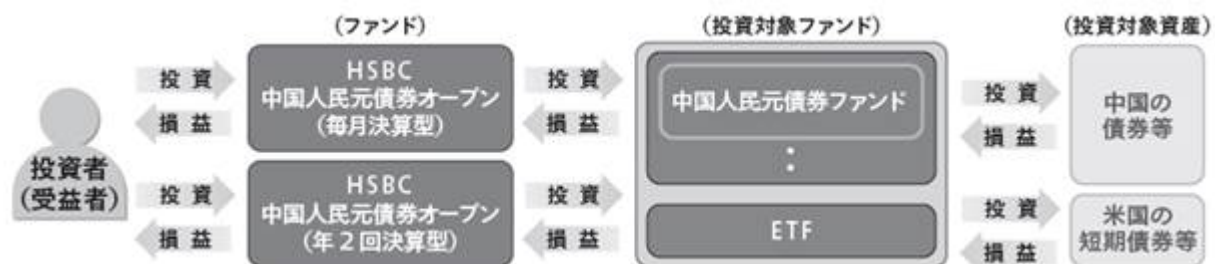 (ファンド)
(投資対象ファンド)
(投資対象資産)
投資
損益
HSBC
中国人民元債券オープン
(毎月決算型)
投資
損益
中国人民元債券ファンド
:
投資
損益
中国の
債券等
投資者
(受益者)
投資
損益
HSBC
中国人民元債券オープン
(年2回決算型)
投資
損益
ETF
投資
損益
米国の
短期債券等